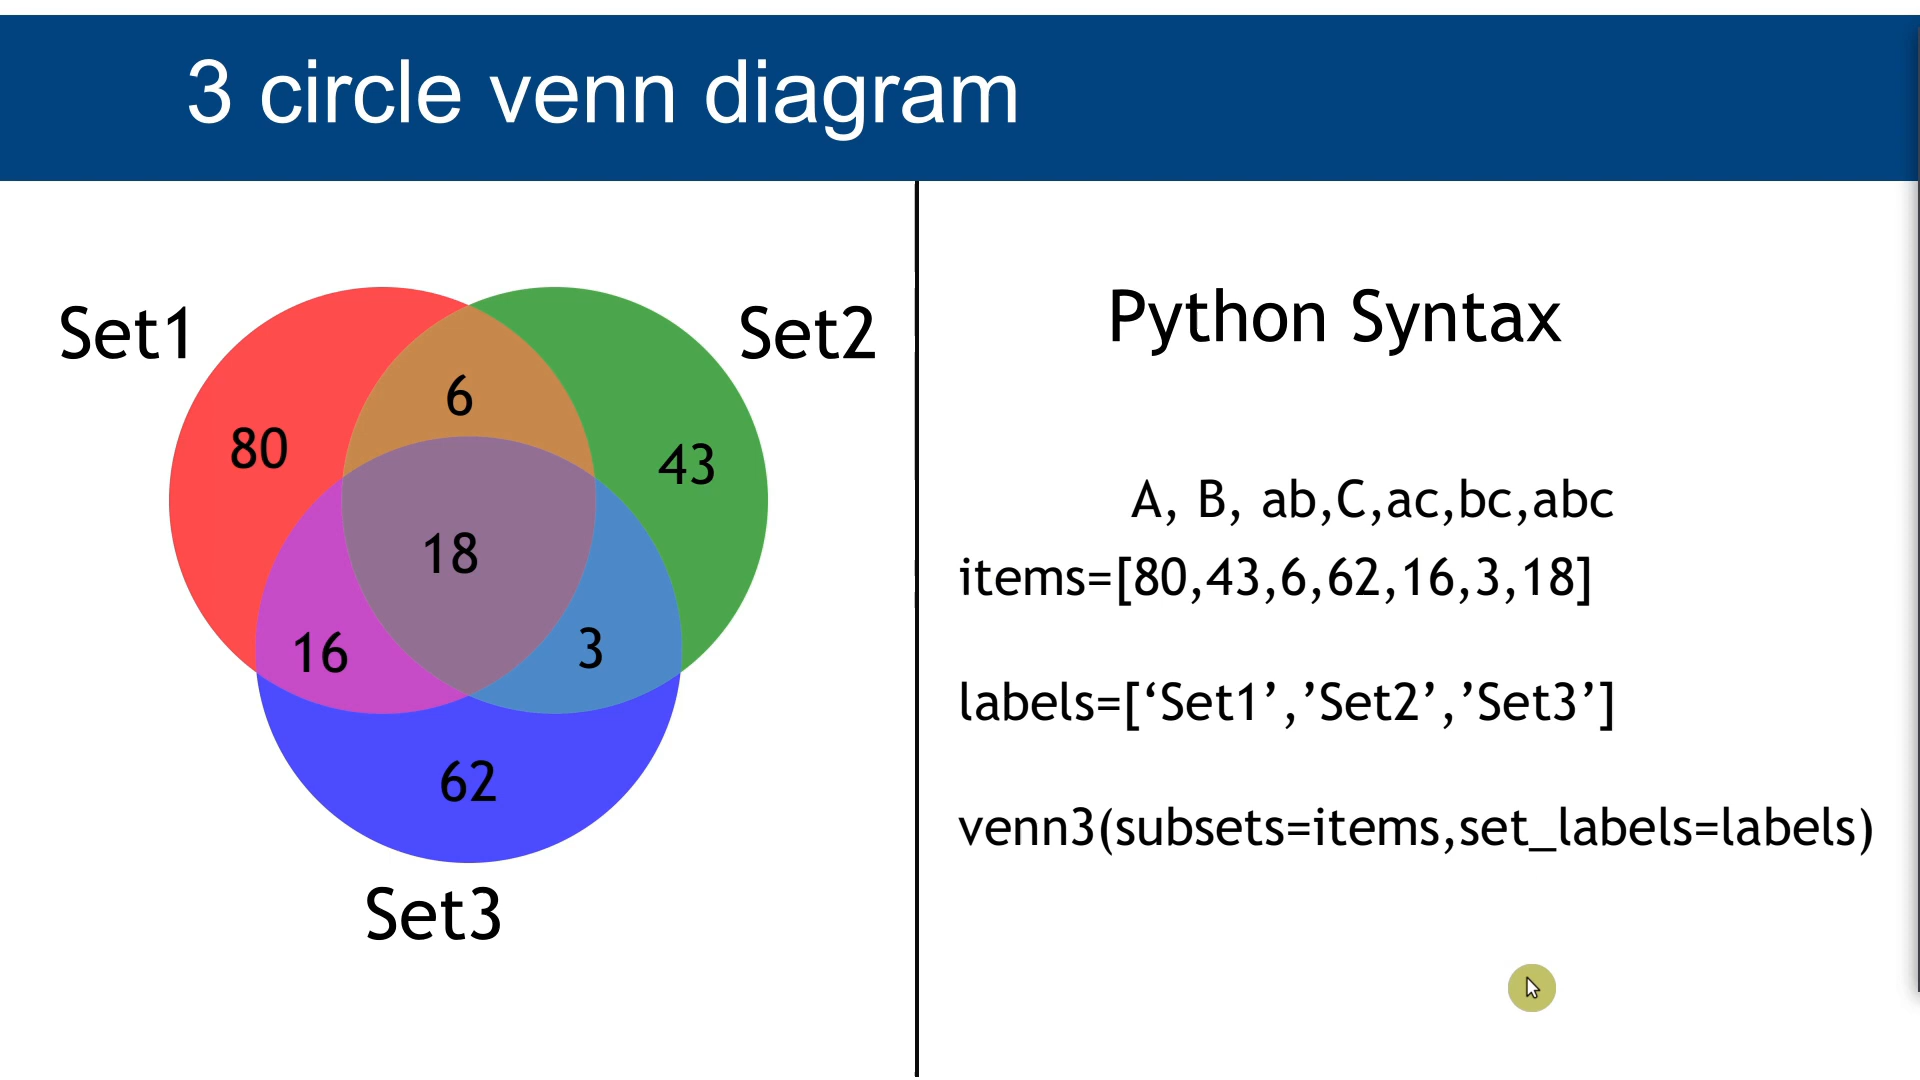 3 circle venn diagram
Set1
Set2
6
80
43
18
16
3
62
Set3
Python Syntax
A, B, ab,C,ac,bc,abc
items=[80,43,6,62,16,3,18]
labels=[‘Set1’,’Set2’,’Set3’]
venn3(subsets=items,set_labels=labels)